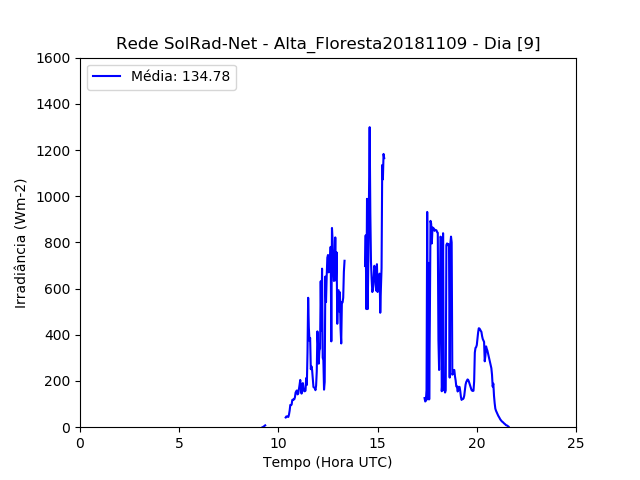 Rede SolRad-Net - Alta_Floresta20181109 - Dia [9]
Média: 134.78
Irradiância (Wm-2)
1600
1400
1200
1000
800
600
400
200
0
0 5 10 15 20 25
Tempo (Hora UTC)